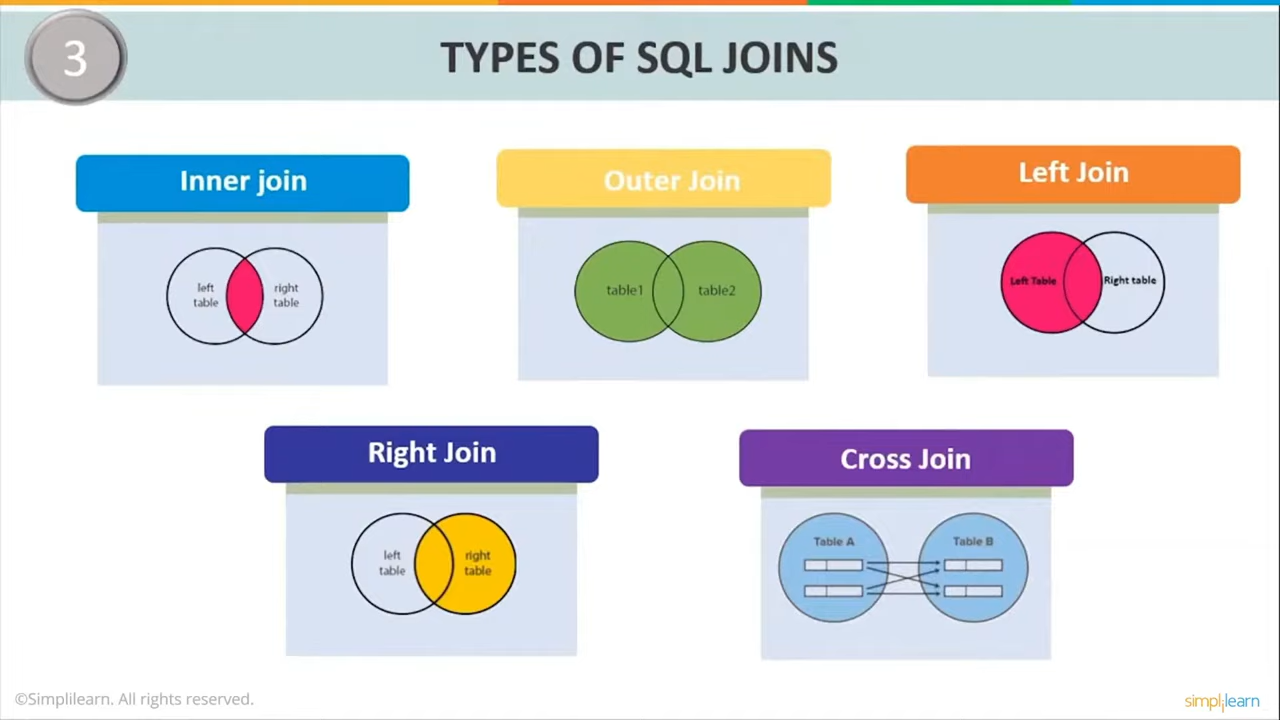 3
TYPES OF SQL JOINS
Inner join
left
table
right
table
Outer Join
table1
table2
Left Join
Left Table
Right table
Right Join
left
table
right
table
Cross Join
Table A
Table B
©Simplilearn. All rights reserved.
simplilearn